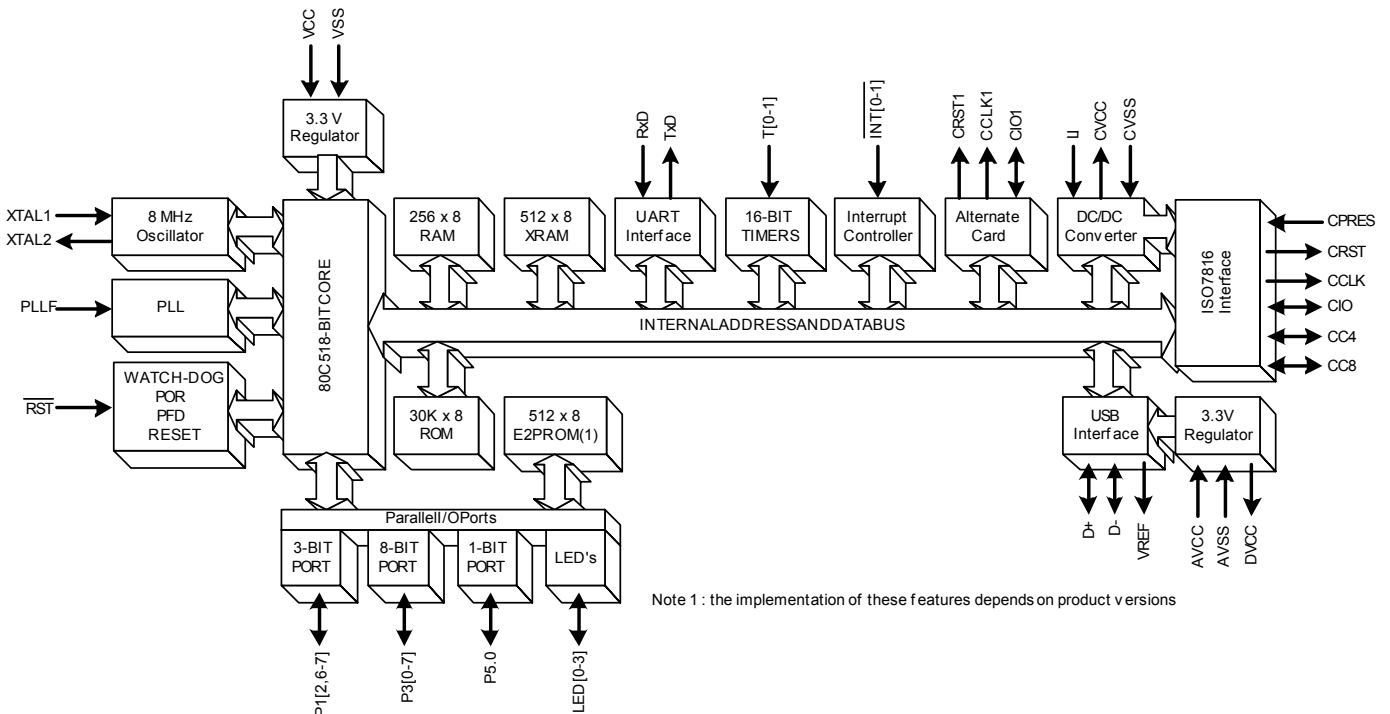 VCC
VSS
3.3 V
Regulator
RxD
TxD
T[0-1]
INT[0-1]
CRST1
CCLK1
CIO1
LI
CVCC
CVSS
XTAL1
XTAL2
8 MHz
Oscillator
80C518-BITCORE
256 x 8
RAM
512 x 8
XRAM
UART
Interface
16-BIT
TIMERS
Interrupt
Controller
Alternate
Card
DC/DC
Converter
ISO7816
Interface
CPRES
CRST
CCLK
CIO
CC4
CC8
PLLF
PLL
INTERNALADDRESSANDDATABUS
RST
WATCH-DOG
POR
PFD
RESET
30K x 8
ROM
512 x 8
E2PROM(1)
USB
Interface
3.3V
Regulator
D+
D-
VREF
AVCC
AVSS
DVCC
ParallelI/OPorts
3-BIT
PORT
8-BIT
PORT
1-BIT
PORT
LED's
P1[2,6-7]
P3[0-7]
P5.0
LED[0-3]
Note 1 : the implementation of these features depends on product versions